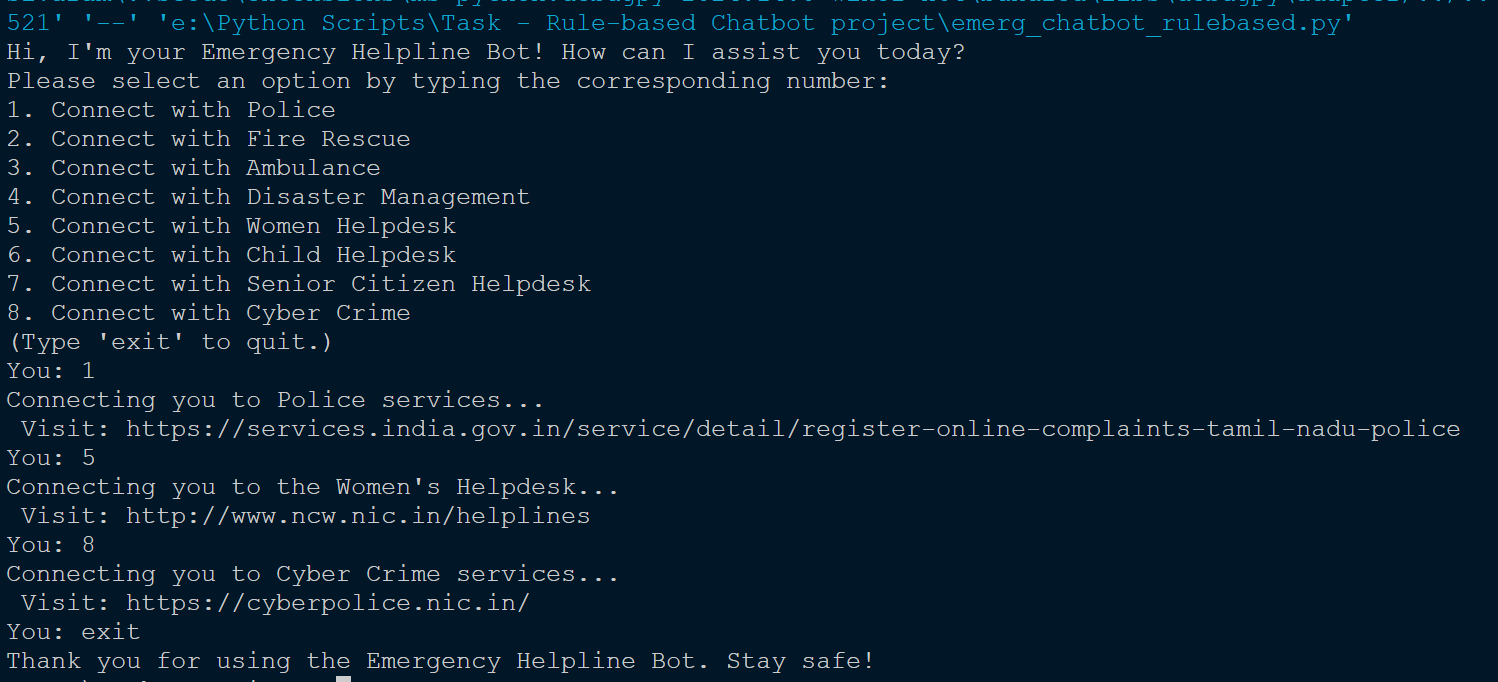 521' '--' 'e:\Python Scripts\Task - Rule-based Chatbot project\emerg_chatbot_rulebased.py'
Hi, I'm your Emergency Helpline Bot! How can I assist you today?
Please select an option by typing the corresponding number:
1. Connect with Police
2. Connect with Fire Rescue
3. Connect with Ambulance
4. Connect with Disaster Management
5. Connect with Women Helpdesk
6. Connect with Child Helpdesk
7. Connect with Senior Citizen Helpdesk
8. Connect with Cyber Crime
(Type 'exit' to quit.)
You: 1
Connecting you to Police services...
Visit: https://services.india.gov.in/service/detail/register-online-complaints-tamil-nadu-police
You: 5
Connecting you to the Women's Helpdesk...
Visit: http://www.ncw.nic.in/helplines
You: 8
Connecting you to Cyber Crime services...
Visit: https://cyberpolice.nic.in/
You: exit
Thank you for using the Emergency Helpline Bot. Stay safe!